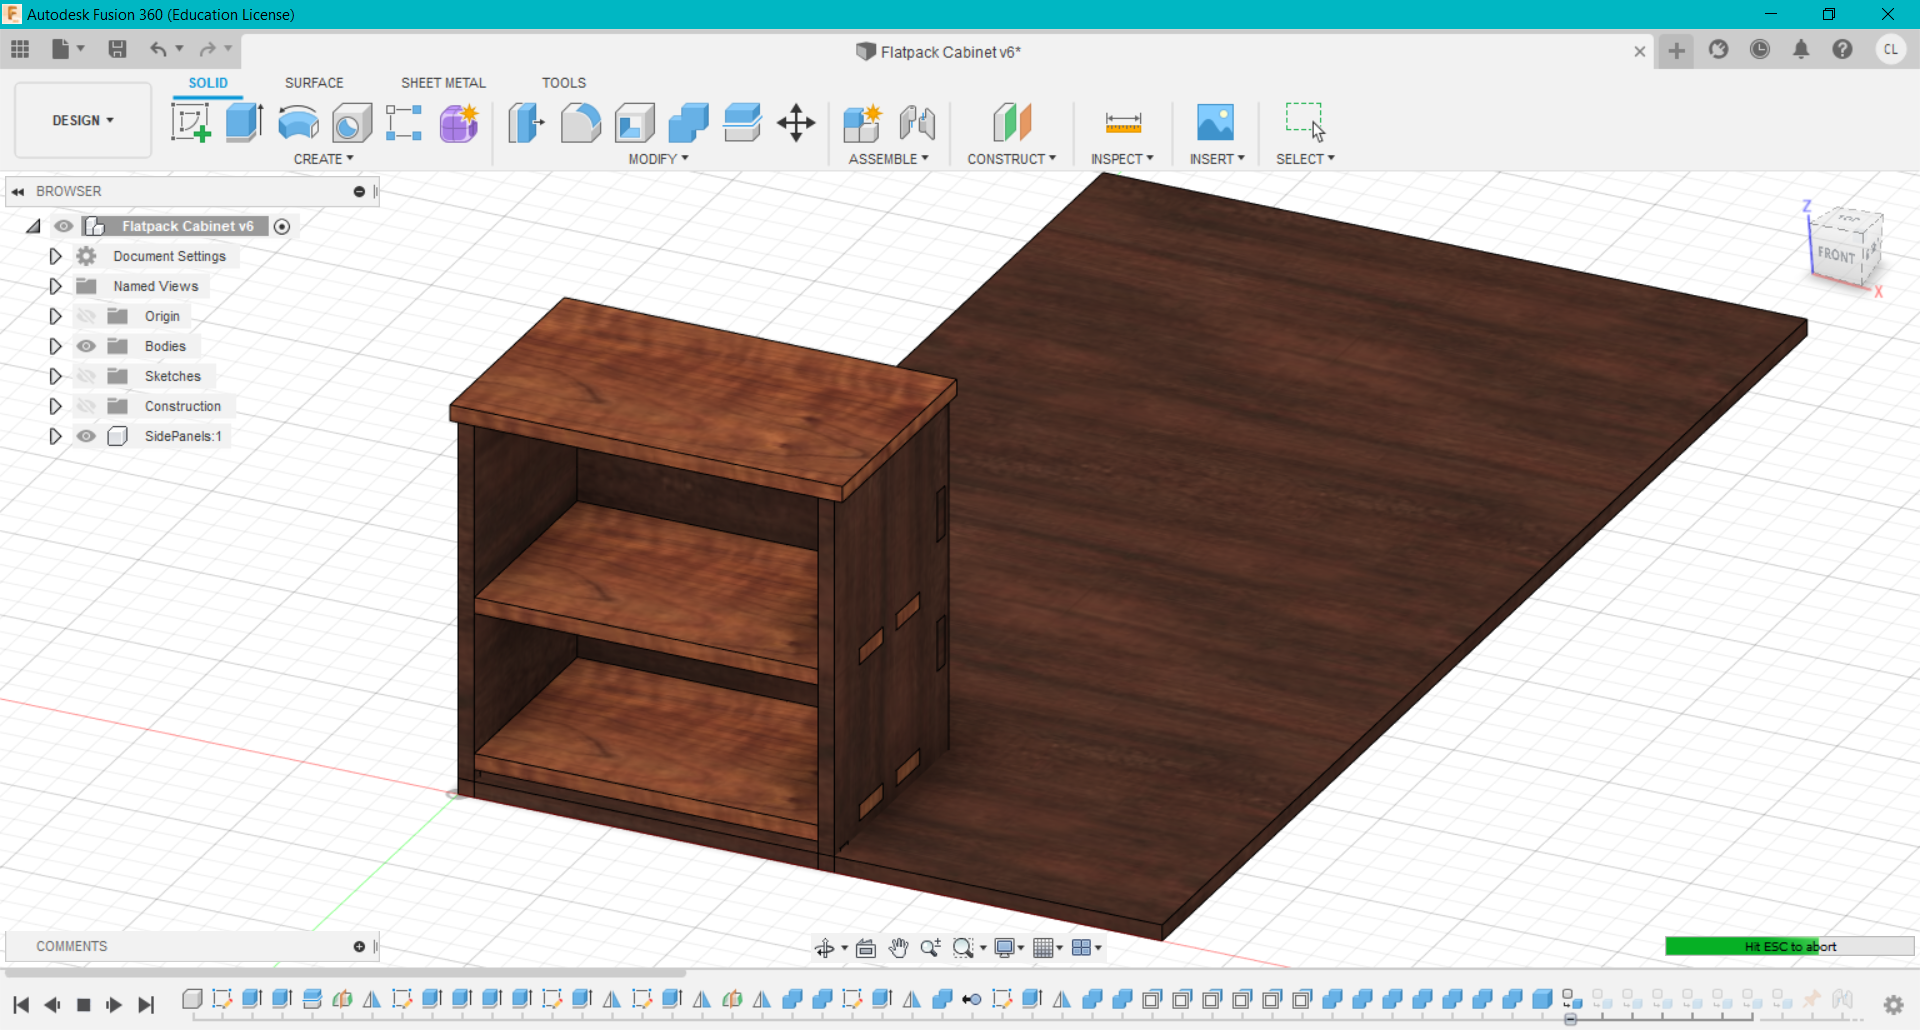 Autodesk Fusion 360 (Education License)
Flatpack Cabinet v6*
CL
SOLID
SURFACE
SHEET METAL
TOOLS
DESIGN
CREATE
MODIFY
ASSEMBLE
CONSTRUCT
INSPECT
INSERT
SELECT
BROWSER
Flatpack Cabinet v6
Document Settings
Named Views
Origin
Bodies
Sketches
Construction
SidePanels:1
Z
TOP
FRONT
X
COMMENTS
Hit ESC to abort